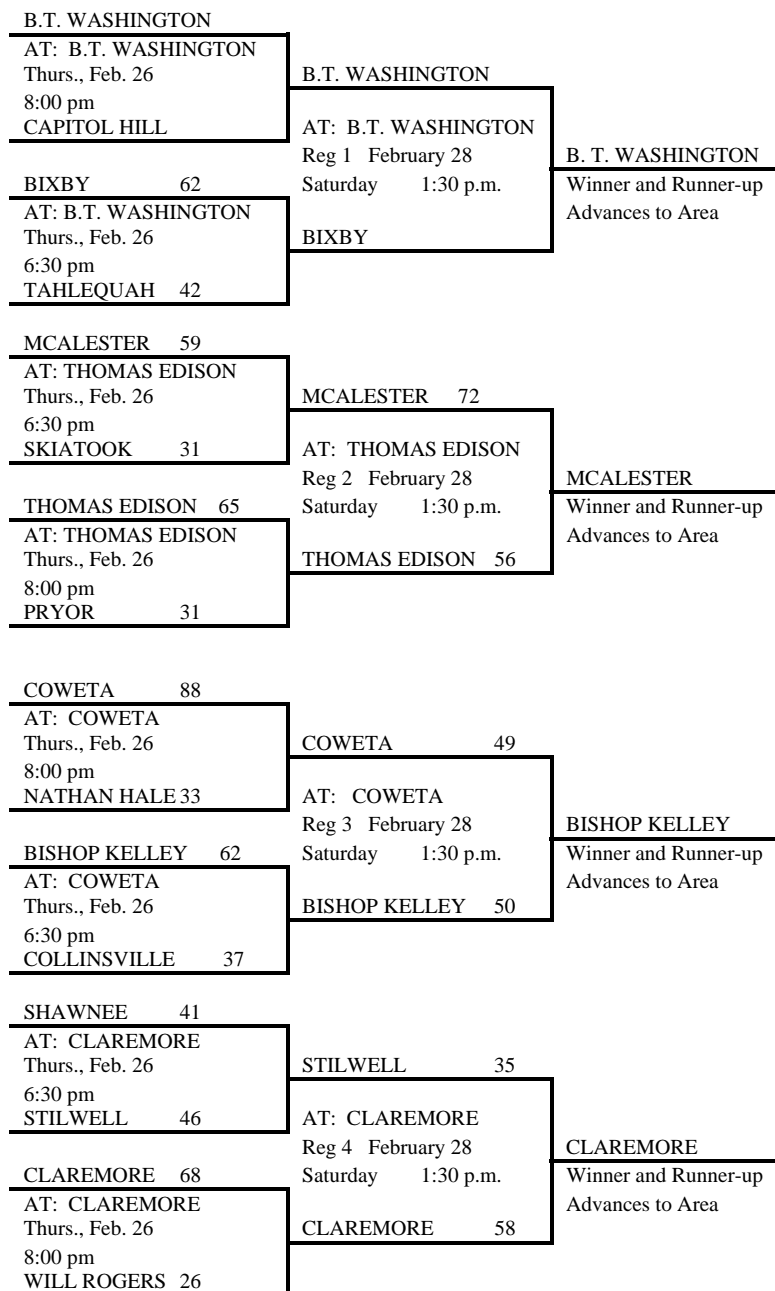 B.T. WASHINGTON
AT: B.T. WASHINGTON
Thurs., Feb. 26
8:00 pm
CAPITOL HILL
B.T. WASHINGTON
AT: B.T. WASHINGTON
Reg 1 February 28
Saturday 1:30 p.m.
BIXBY
B. T. WASHINGTON
Winner and Runner-up
Advances to Area
BIXBY 62
AT: B.T. WASHINGTON
Thurs., Feb. 26
6:30 pm
TAHLEQUAH 42
MCALESTER 59
AT: THOMAS EDISON
Thurs., Feb. 26
6:30 pm
SKIATOOK 31
MCALESTER 72
AT: THOMAS EDISON
Reg 2 February 28
Saturday 1:30 p.m.
THOMAS EDISON 56
MCALESTER
Winner and Runner-up
Advances to Area
THOMAS EDISON 65
AT: THOMAS EDISON
Thurs., Feb. 26
8:00 pm
PRYOR 31
COWETA 88
AT: COWETA
Thurs., Feb. 26
8:00 pm
NATHAN HALE 33
COWETA 49
AT: COWETA
Reg 3 February 28
Saturday 1:30 p.m.
BISHOP KELLEY 50
BISHOP KELLEY
Winner and Runner-up
Advances to Area
BISHOP KELLEY 62
AT: COWETA
Thurs., Feb. 26
6:30 pm
COLLINSVILLE 37
SHAWNEE 41
AT: CLAREMORE
Thurs., Feb. 26
6:30 pm
STILWELL 46
STILWELL 35
AT: CLAREMORE
Reg 4 February 28
Saturday 1:30 p.m.
CLAREMORE 58
CLAREMORE
Winner and Runner-up
Advances to Area
CLAREMORE 68
AT: CLAREMORE
Thurs., Feb. 26
8:00 pm
WILL ROGERS 26